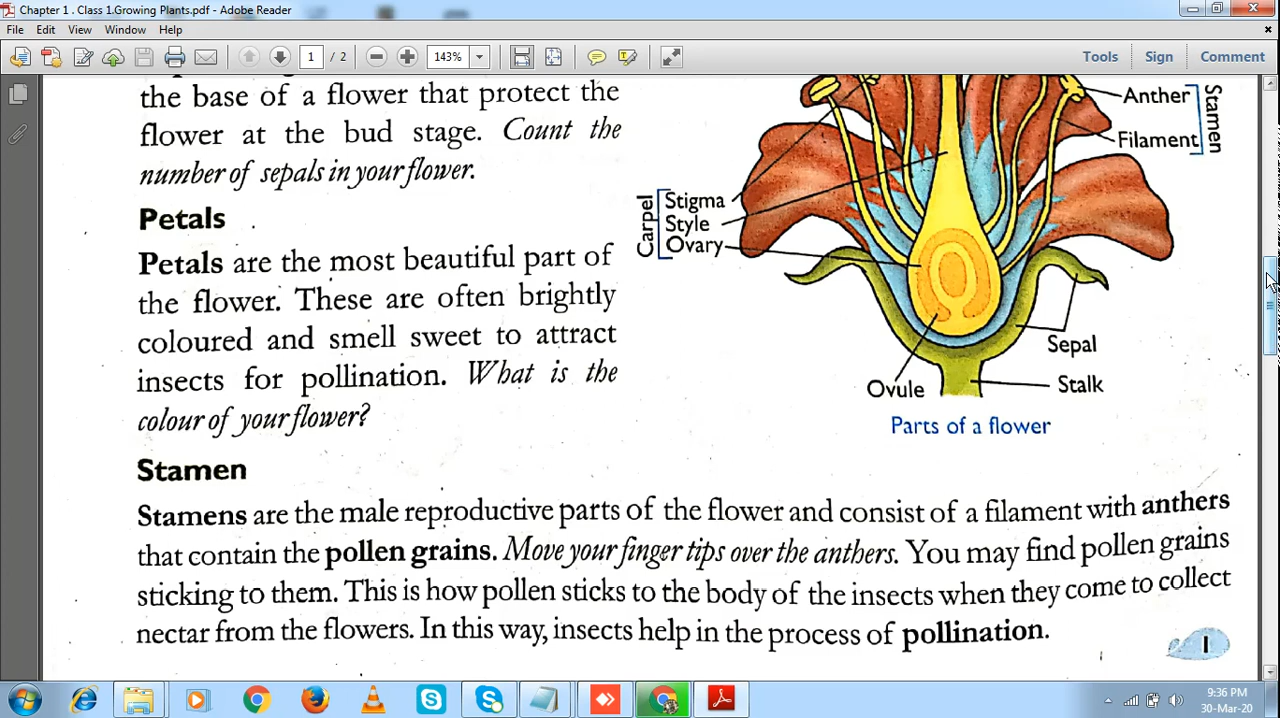 Chapter 1 . Class 1.Growing Plants.pdf - Adobe Reader
File Edit View Window Help
1 / 2 143% Tools Sign Comment
the base of a flower that protect the
flower at the bud stage. Count the
number of sepals in your flower.
Petals
Petals are the most beautiful part of
the flower. These are often brightly
coloured and smell sweet to attract
insects for pollination. What is the
colour of your flower?
Anther
Filament
Stamen
Carpel
Stigma
Style
Ovary
Sepal
Ovule
Stalk
Parts of a flower
Stamen
Stamens are the male reproductive parts of the flower and consist of a filament with anthers
that contain the pollen grains. Move your finger tips over the anthers. You may find pollen grains
sticking to them. This is how pollen sticks to the body of the insects when they come to collect
nectar from the flowers. In this way, insects help in the process of pollination.
1
9:36 PM
30-Mar-20